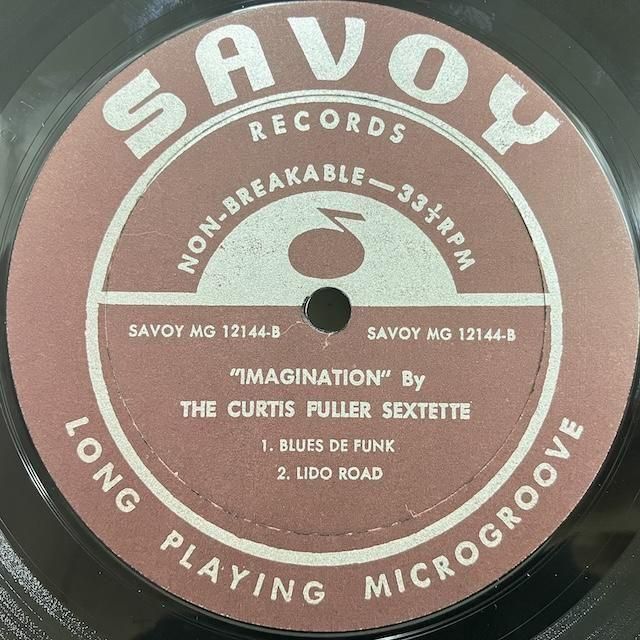 SAVOY
RECORDS
NON-BREAKABLE—33⅓ RPM
SAVOY MG 12144-B SAVOY MG 12144-B
"IMAGINATION" By
THE CURTIS FULLER SEXTETTE
1. BLUES DE FUNK
2. LIDO ROAD
LONG PLAYING MICROGROOVE